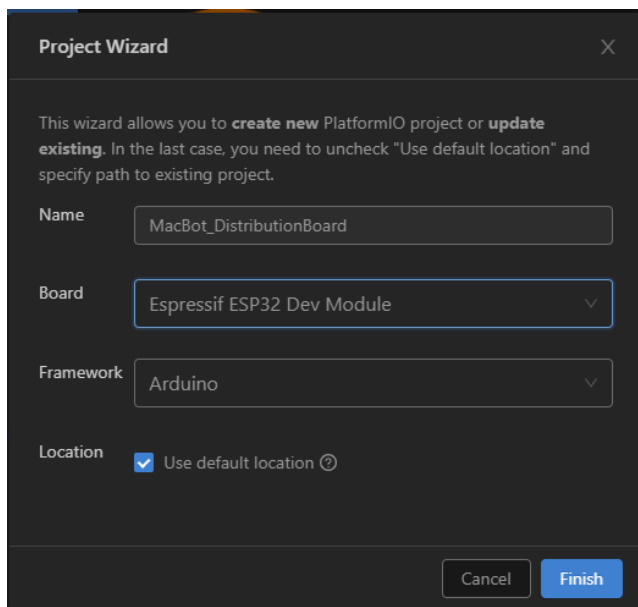 Project Wizard
This wizard allows you to create new PlatformIO project or update
existing. In the last case, you need to uncheck "Use default location" and
specify path to existing project.
Name
MacBot_DistributionBoard
Board
Espressif ESP32 Dev Module
Framework
Arduino
Location
Use default location
Cancel
Finish